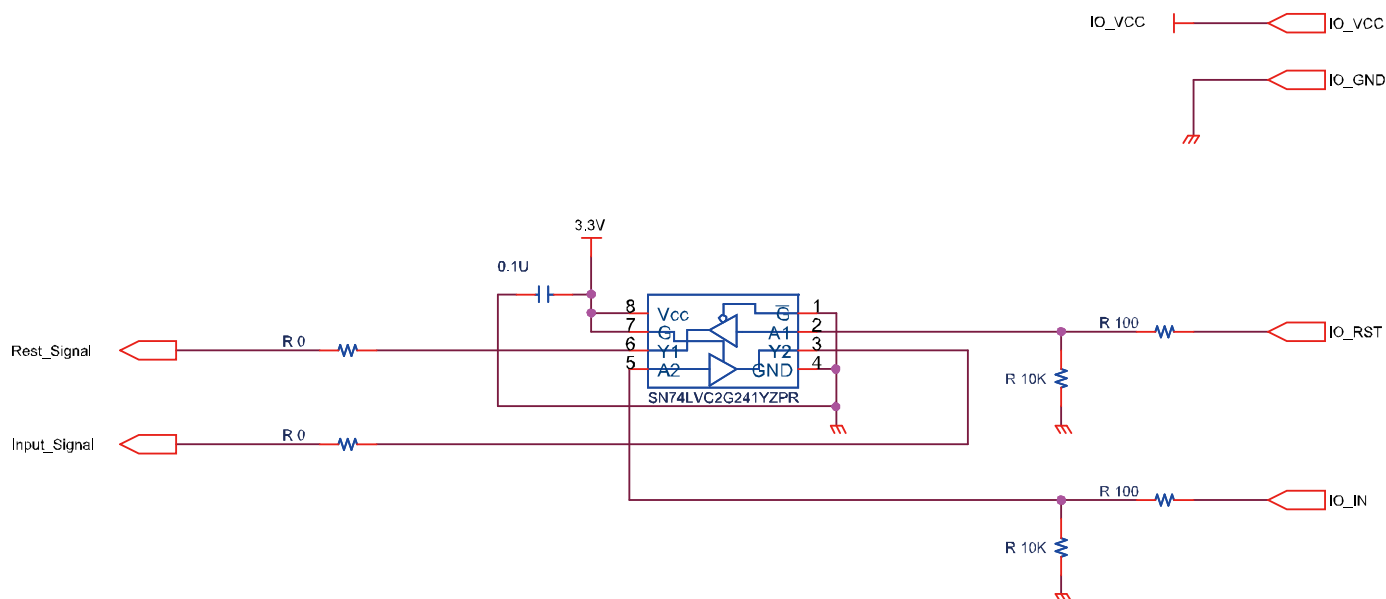 IO_VCC IO_VCC
IO_GND
3.3V
0.1U
8 Vcc G 1
7 G A1 2
6 Y1 Y2 3
5 A2 GND 4
SN74LVC2G241YZPR
Rest_Signal R 0
Input_Signal R 0
R 100 IO_RST
R 10K
R 100 IO_IN
R 10K